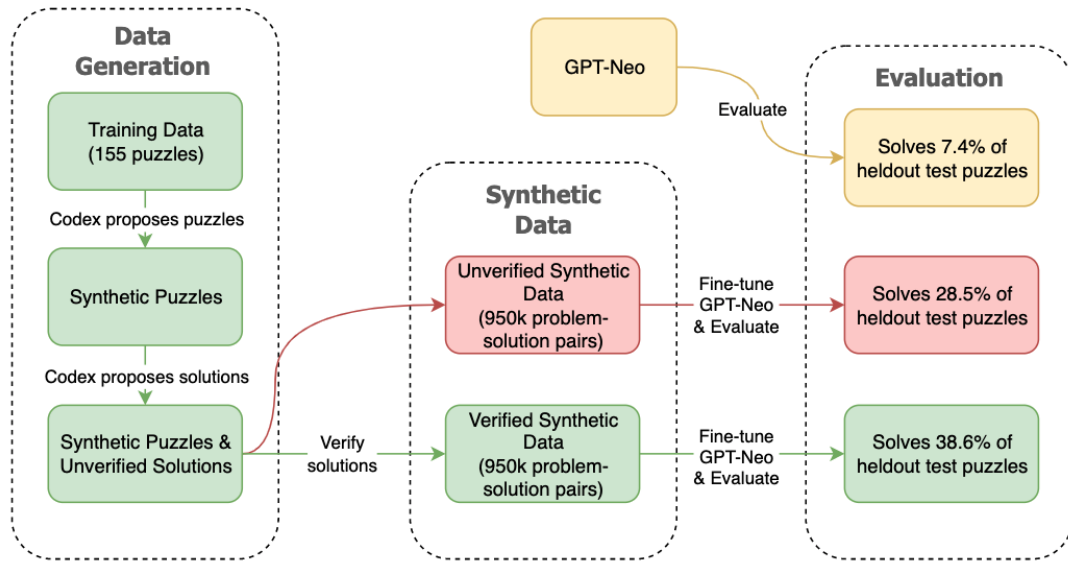 Data
Generation
Training Data
(155 puzzles)
Codex proposes puzzles
Synthetic Puzzles
Codex proposes solutions
Synthetic Puzzles &
Unverified Solutions
Verify
solutions
Synthetic
Data
Unverified Synthetic
Data
(950k problem-
solution pairs)
Verified Synthetic
Data
(950k problem-
solution pairs)
GPT-Neo
Evaluate
Fine-tune
GPT-Neo
& Evaluate
Fine-tune
GPT-Neo
& Evaluate
Evaluation
Solves 7.4% of
heldout test puzzles
Solves 28.5% of
heldout test puzzles
Solves 38.6% of
heldout test puzzles